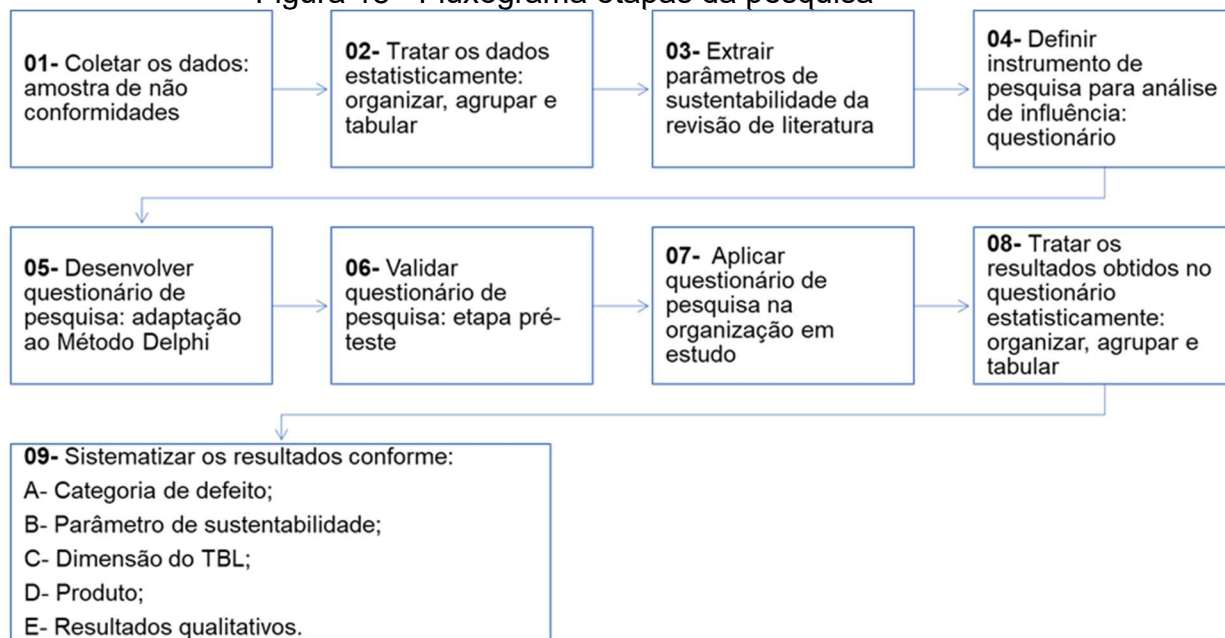 Figura - Fluxograma etapas da pesquisa
01- Coletar os dados:
amostra de não
conformidades
02- Tratar os dados
estatisticamente:
organizar, agrupar e
tabular
03- Extrair
parâmetros de
sustentabilidade da
revisão de literatura
04- Definir
instrumento de
pesquisa para análise
de influência:
questionário
05- Desenvolver
questionário de
pesquisa: adaptação
ao Método Delphi
06- Validar
questionário de
pesquisa: etapa pré-
teste
07- Aplicar
questionário de
pesquisa na
organização em
estudo
08- Tratar os
resultados obtidos no
questionário
estatisticamente:
organizar, agrupar e
tabular
09- Sistematizar os resultados conforme:
A- Categoria de defeito;
B- Parâmetro de sustentabilidade;
C- Dimensão do TBL;
D- Produto;
E- Resultados qualitativos.